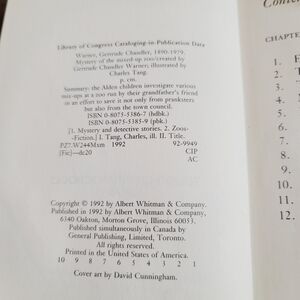 Library of Congress Cataloging-in-Publication Data
Warner, Gertrude Chandler, 1890-1979.
Mystery of the mixed-up zoo/created by
Gertrude Chandler Warner; illustrated by
Charles Tang.
p. cm.
Summary: the Alden children investigate various
mix-ups at a zoo run by their grandfather's friend
in an effort to save it not only from pranksters
but also from the town council.
ISBN 0-8075-5386-7 (hdbk.)
ISBN 0-8075-5385-9 (pbk.)
[1. Mystery and detective stories. 2. Zoos-
-Fiction.] I. Tang, Charles, ill. II. Title.
PZ7.W244Mxm 1992 92-9949
[Fic]—dc20 CIP
AC
Copyright © 1992 by Albert Whitman & Company.
Published in 1992 by Albert Whitman & Company,
6340 Oakton, Morton Grove, Illinois 60053.
Published simultaneously in Canada by
General Publishing, Limited, Toronto.
All rights reserved.
Printed in the United States of America.
10 9 8 7 6 5 4 3 2 1
Cover art by David Cunningham.
CHAPTER
1.
2.
3.
4.
5.
6.
7.
8.
9.
10.
11.
12.